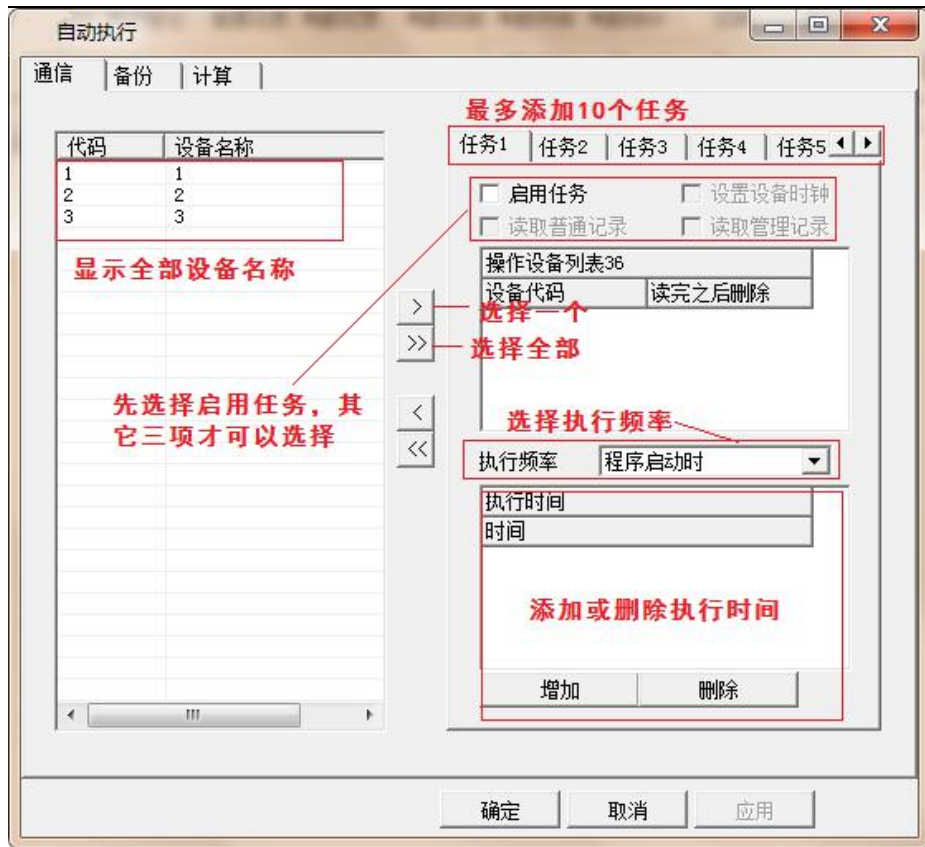 自动执行
通信 备份 计算
最多添加10个任务
任务1 任务2 任务3 任务4 任务5
代码 设备名称
1 1
2 2
3 3
显示全部设备名称
启用任务 设置设备时钟
读取普通记录 读取管理记录
操作设备列表36
设备代码 读完之后删除
> 选择一个
>> 选择全部
先选择启用任务，其
它三项才可以选择
<
<<
选择执行频率
执行频率 程序启动时
执行时间
时间
添加或删除执行时间
增加 删除
确定 取消 应用